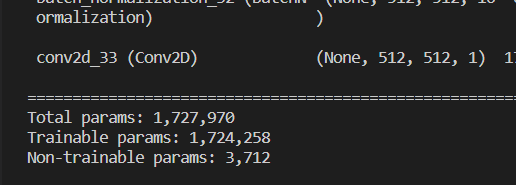 batch_normalization_32 (BatchN (None, 512, 512, 16
ormalization) )
conv2d_33 (Conv2D) (None, 512, 512, 1) 17
Total params: 1,727,970
Trainable params: 1,724,258
Non-trainable params: 3,712